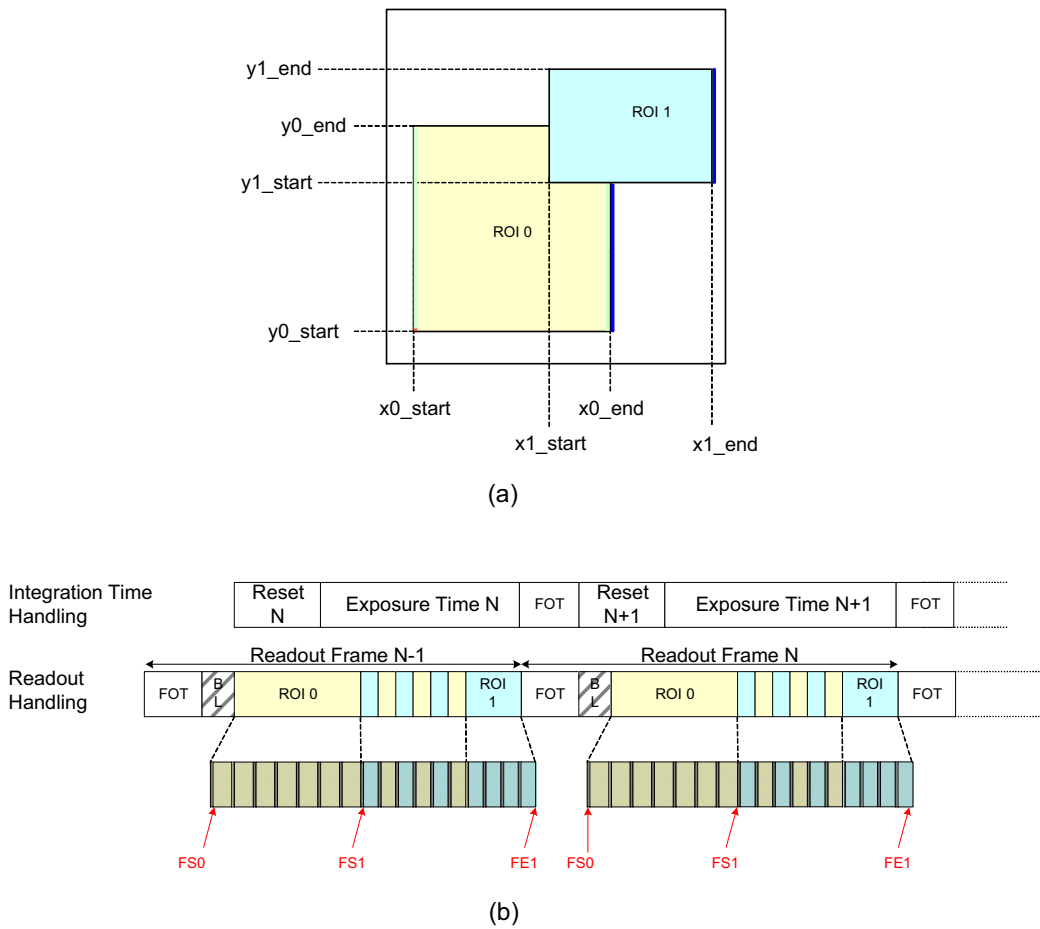 y1_end
ROI 1
y0_end
y1_start
ROI 0
y0_start
x0_start
x0_end
x1_start
x1_end
(a)
Integration Time Handling
Reset N
Exposure Time N
FOT
Reset N+1
Exposure Time N+1
FOT
Readout Frame N-1
Readout Frame N
Readout Handling
FOT
BL
ROI 0
ROI 1
FOT
BL
ROI 0
ROI 1
FOT
FS0
FS1
FE1
FS0
FS1
FE1
(b)